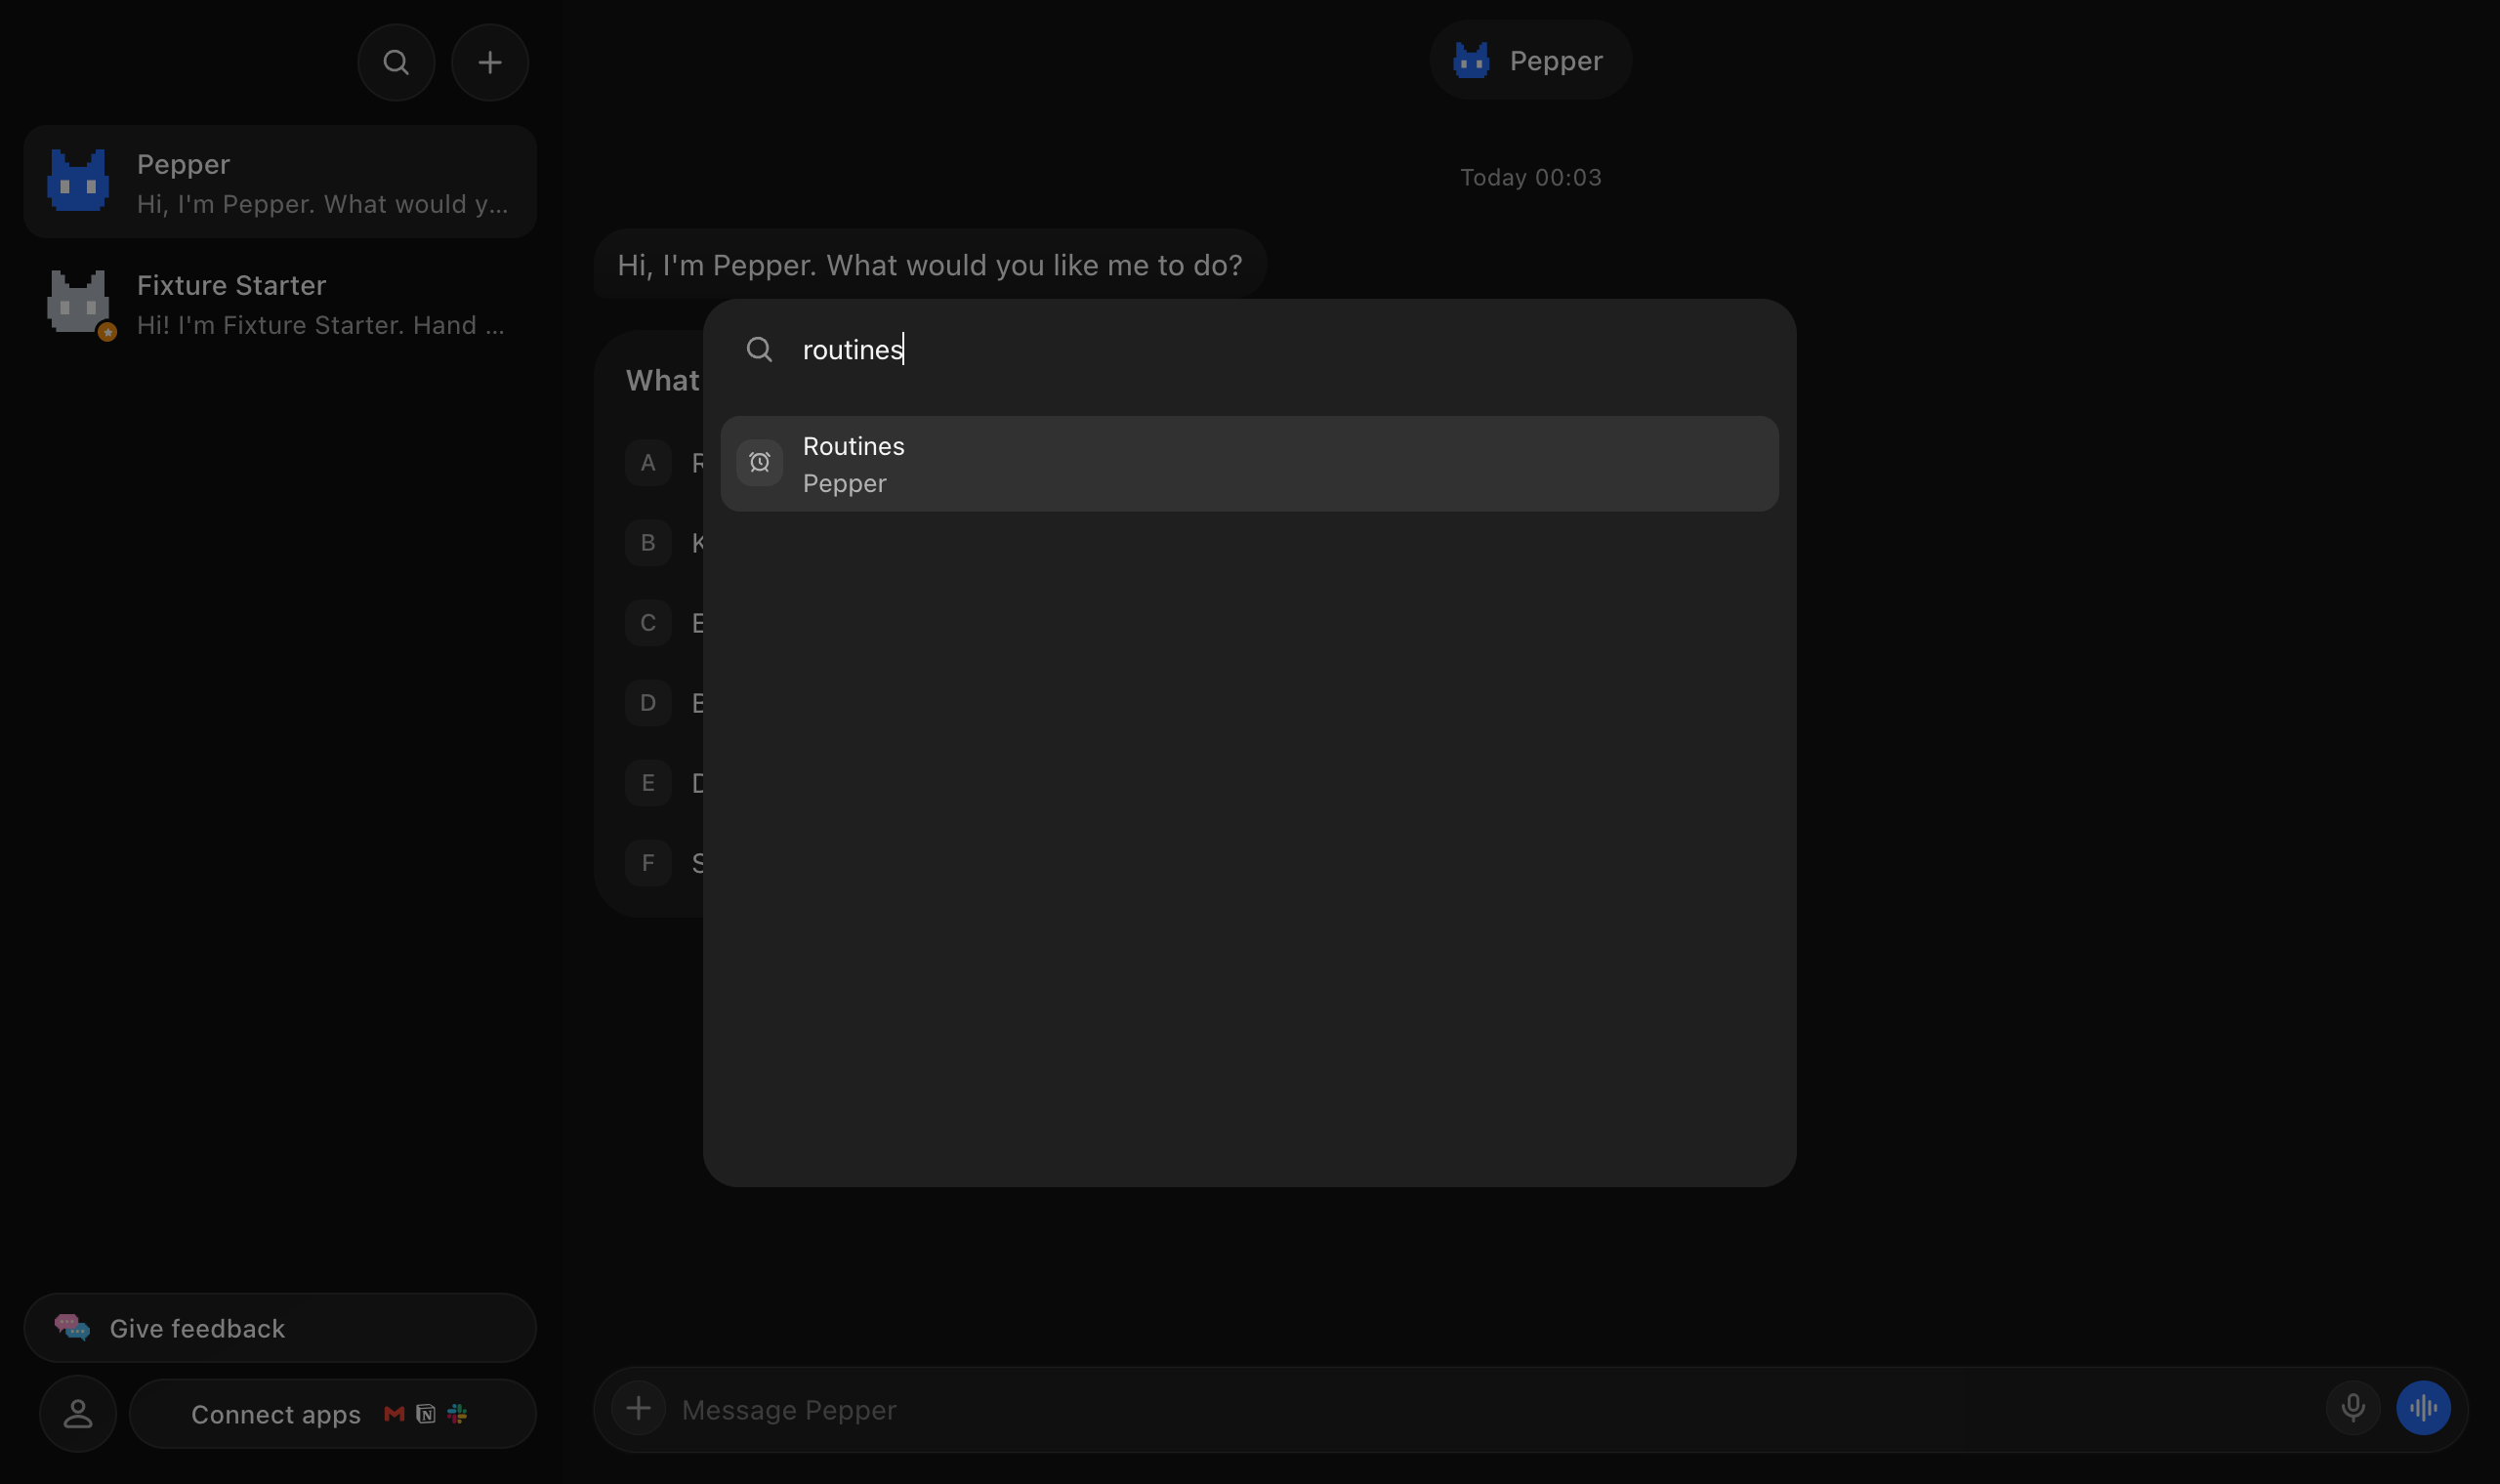 Pepper
Hi, I'm Pepper. What would y...
Fixture Starter
Hi! I'm Fixture Starter. Hand ...
Give feedback
Connect apps
Pepper
Today 00:03
Hi, I'm Pepper. What would you like me to do?
What
A
B
C
D
E
F
routines
Routines
Pepper
Message Pepper